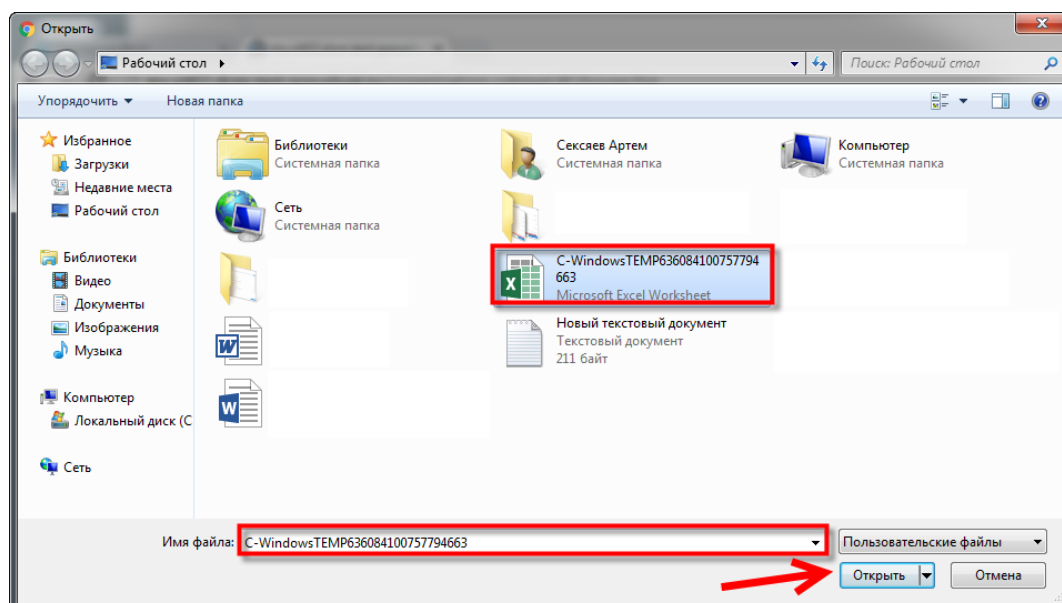 Открыть
Рабочий стол
Поиск: Рабочий стол
Упорядочить
Новая папка
Избранное
Загрузки
Недавние места
Рабочий стол
Библиотеки
Видео
Документы
Изображения
Музыка
Компьютер
Локальный диск (C
Сеть
Библиотеки
Системная папка
Сексяев Артем
Системная папка
Компьютер
Системная папка
Сеть
Системная папка
C-WindowsTEMP636084100757794
663
Microsoft Excel Worksheet
Новый текстовый документ
Текстовый документ
211 байт
Имя файла: C-WindowsTEMP636084100757794663
Пользовательские файлы
Открыть
Отмена